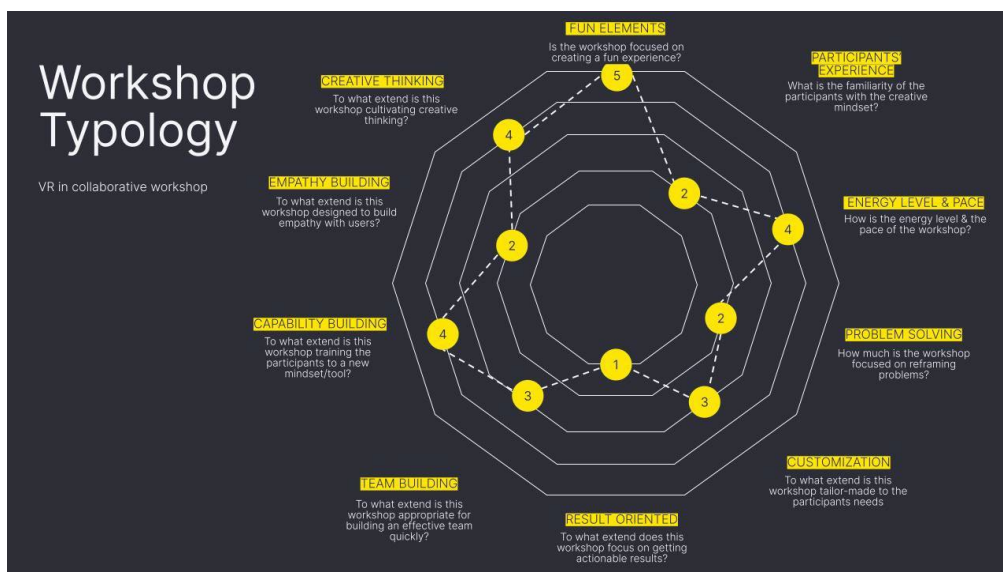 Workshop
Typology
VR in collaborative workshop
FUN ELEMENTS
Is the workshop focused on
creating a fun experience?
PARTICIPANTS'
EXPERIENCE
What is the familiarity of the
participants with the creative
mindset?
ENERGY LEVEL & PACE
How is the energy level & the
pace of the workshop?
PROBLEM SOLVING
How much is the workshop
focused on reframing
problems?
CUSTOMIZATION
To what extend is this
workshop tailor-made to the
participants needs
RESULT ORIENTED
To what extend does this
workshop focus on getting
actionable results?
TEAM BUILDING
To what extend is this
workshop appropriate for
building an effective team
quickly?
CAPABILITY BUILDING
To what extend is this
workshop training the
participants to a new
mindset/tool?
EMPATHY BUILDING
To what extend is this
workshop designed to build
empathy with users?
CREATIVE THINKING
To what extend is this
workshop cultivating creative
thinking?
5
2
4
2
3
1
3
4
2
4